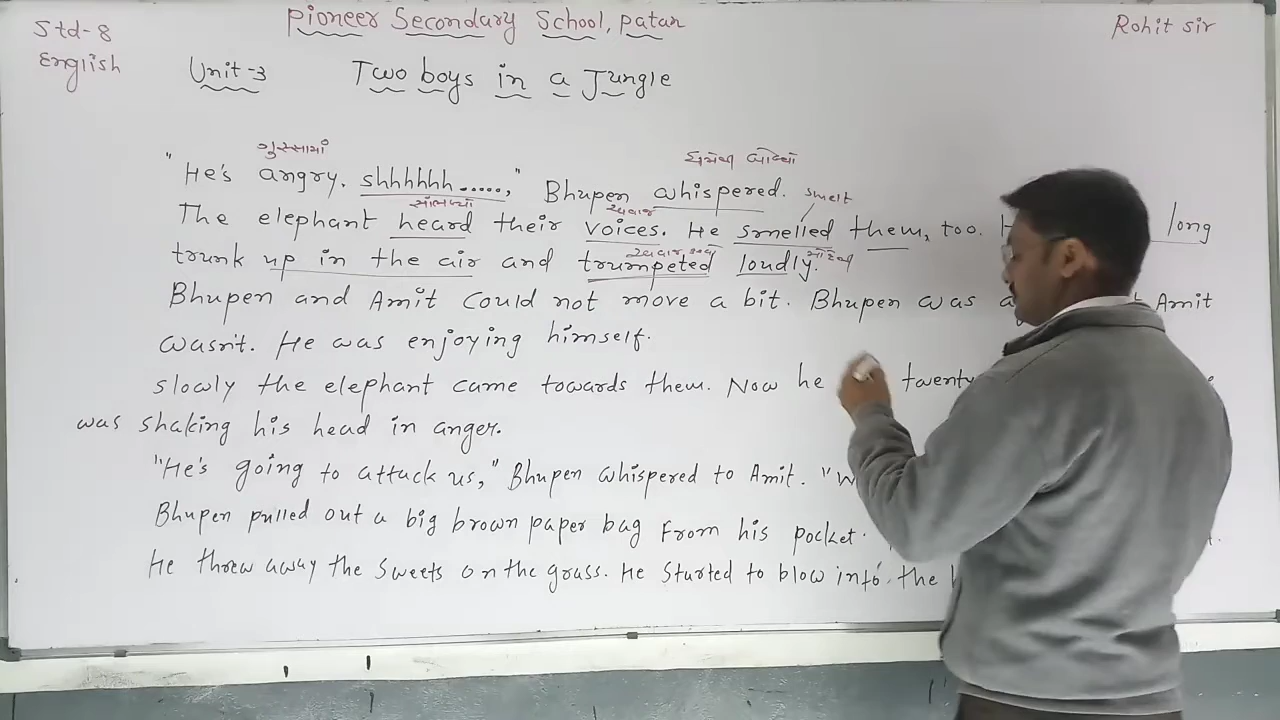 Std-8 Pioneer Secondary School, Patan Rohit sir
English Unit-3 Two boys in a Jungle
ગુસ્સામાં ધીમેથી બોલ્યો
"He's angry. shhhhhh.....," Bhupen whispered. smelt
સાંભળ્યો અવાજ
The elephant heard their voices. He smelled them, too. long
અવાજ કર્યો મોટેથી
trunk up in the air and trumpeted loudly.
Bhupen and Amit could not move a bit. Bhupen was Amit
wasn't. He was enjoying himself.
slowly the elephant came towards them. Now he twenty
was shaking his head in anger.
"He's going to attack us," Bhupen whispered to Amit.
Bhupen pulled out a big brown paper bag From his pocket.
He threw away the sweets on the grass. He started to blow into the